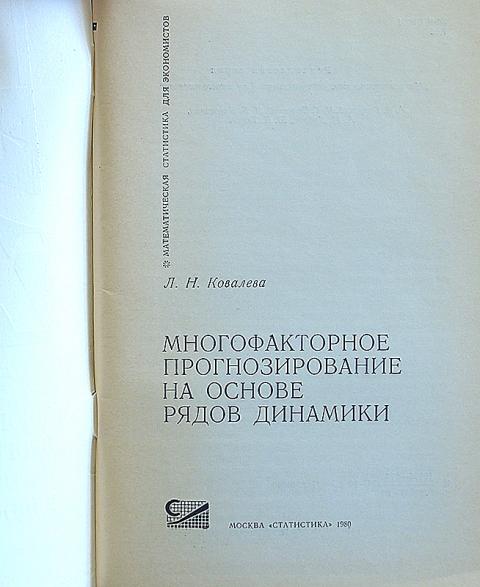 * МАТЕМАТИЧЕСКАЯ СТАТИСТИКА ДЛЯ ЭКОНОМИСТОВ
Л. Н. Ковалева
МНОГОФАКТОРНОЕ
ПРОГНОЗИРОВАНИЕ
НА ОСНОВЕ
РЯДОВ ДИНАМИКИ
МОСКВА «СТАТИСТИКА» 1980